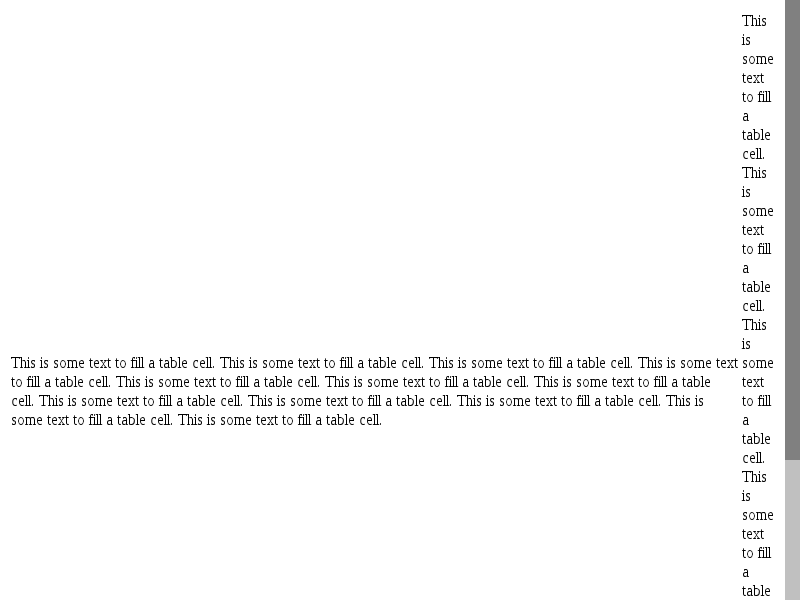 This is some text to fill a table cell. This is some text to fill a table cell. This is some text to fill a table cell. This is some text
to fill a table cell. This is some text to fill a table cell. This is some text to fill a table cell. This is some text to fill a table
cell. This is some text to fill a table cell. This is some text to fill a table cell. This is some text to fill a table cell. This is
some text to fill a table cell. This is some text to fill a table cell.
This
is
some
text
to fill
a
table
cell.
This
is
some
text
to fill
a
table
cell.
This
is
some
text
to fill
a
table
cell.
This
is
some
text
to fill
a
table